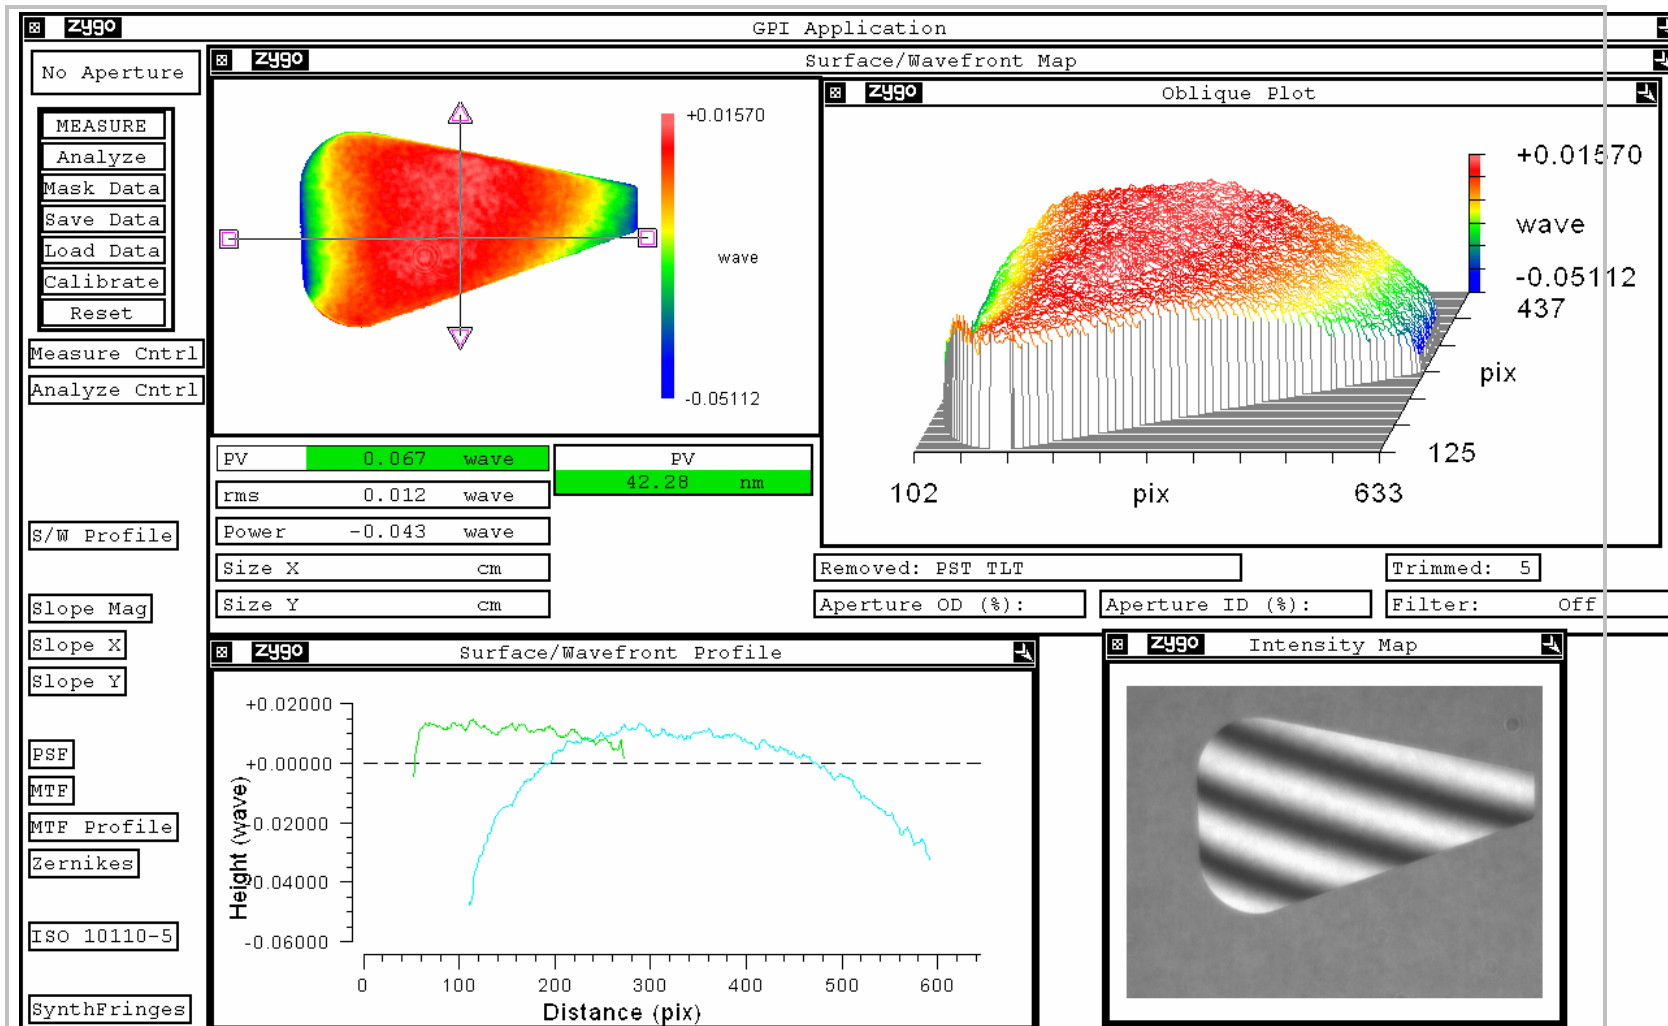 zygo GPI Application
No Aperture
MEASURE
Analyze
Mask Data
Save Data
Load Data
Calibrate
Reset
Measure Cntrl
Analyze Cntrl
S/W Profile
Slope Mag
Slope X
Slope Y
PSF
MTF
MTF Profile
Zernikes
ISO 10110-5
SynthFringes
zygo Surface/Wavefront Map
+0.01570
wave
-0.05112
zygo Oblique Plot
+0.01570
wave
-0.05112
437
pix
125
102 pix 633
PV 0.067 wave
rms 0.012 wave
Power -0.043 wave
Size X cm
Size Y cm
PV
42.28 nm
Removed: PST TLT
Trimmed: 5
Aperture OD (%):
Aperture ID (%):
Filter: Off
zygo Surface/Wavefront Profile
+0.02000
+0.00000
-0.02000
-0.04000
-0.06000
Height (wave)
0 100 200 300 400 500 600
Distance (pix)
zygo Intensity Map